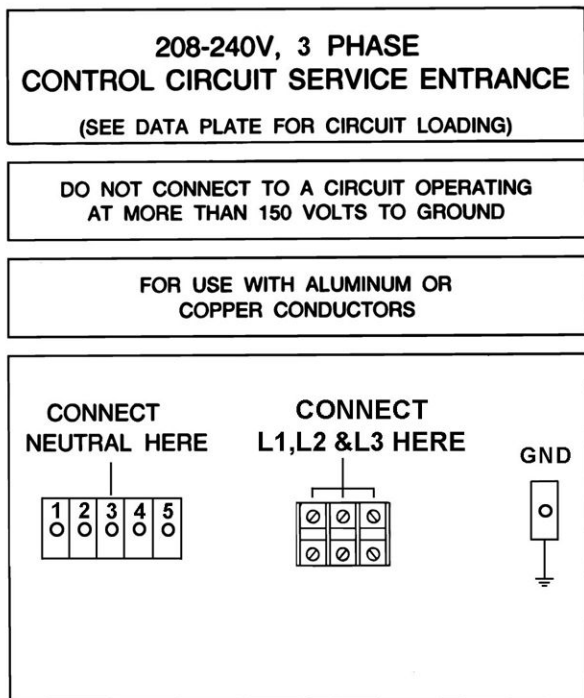 208-240V, 3 PHASE
CONTROL CIRCUIT SERVICE ENTRANCE
(SEE DATA PLATE FOR CIRCUIT LOADING)
DO NOT CONNECT TO A CIRCUIT OPERATING
AT MORE THAN 150 VOLTS TO GROUND
FOR USE WITH ALUMINUM OR
COPPER CONDUCTORS
CONNECT
NEUTRAL HERE
1 2 3 4 5
CONNECT
L1,L2 &L3 HERE
GND